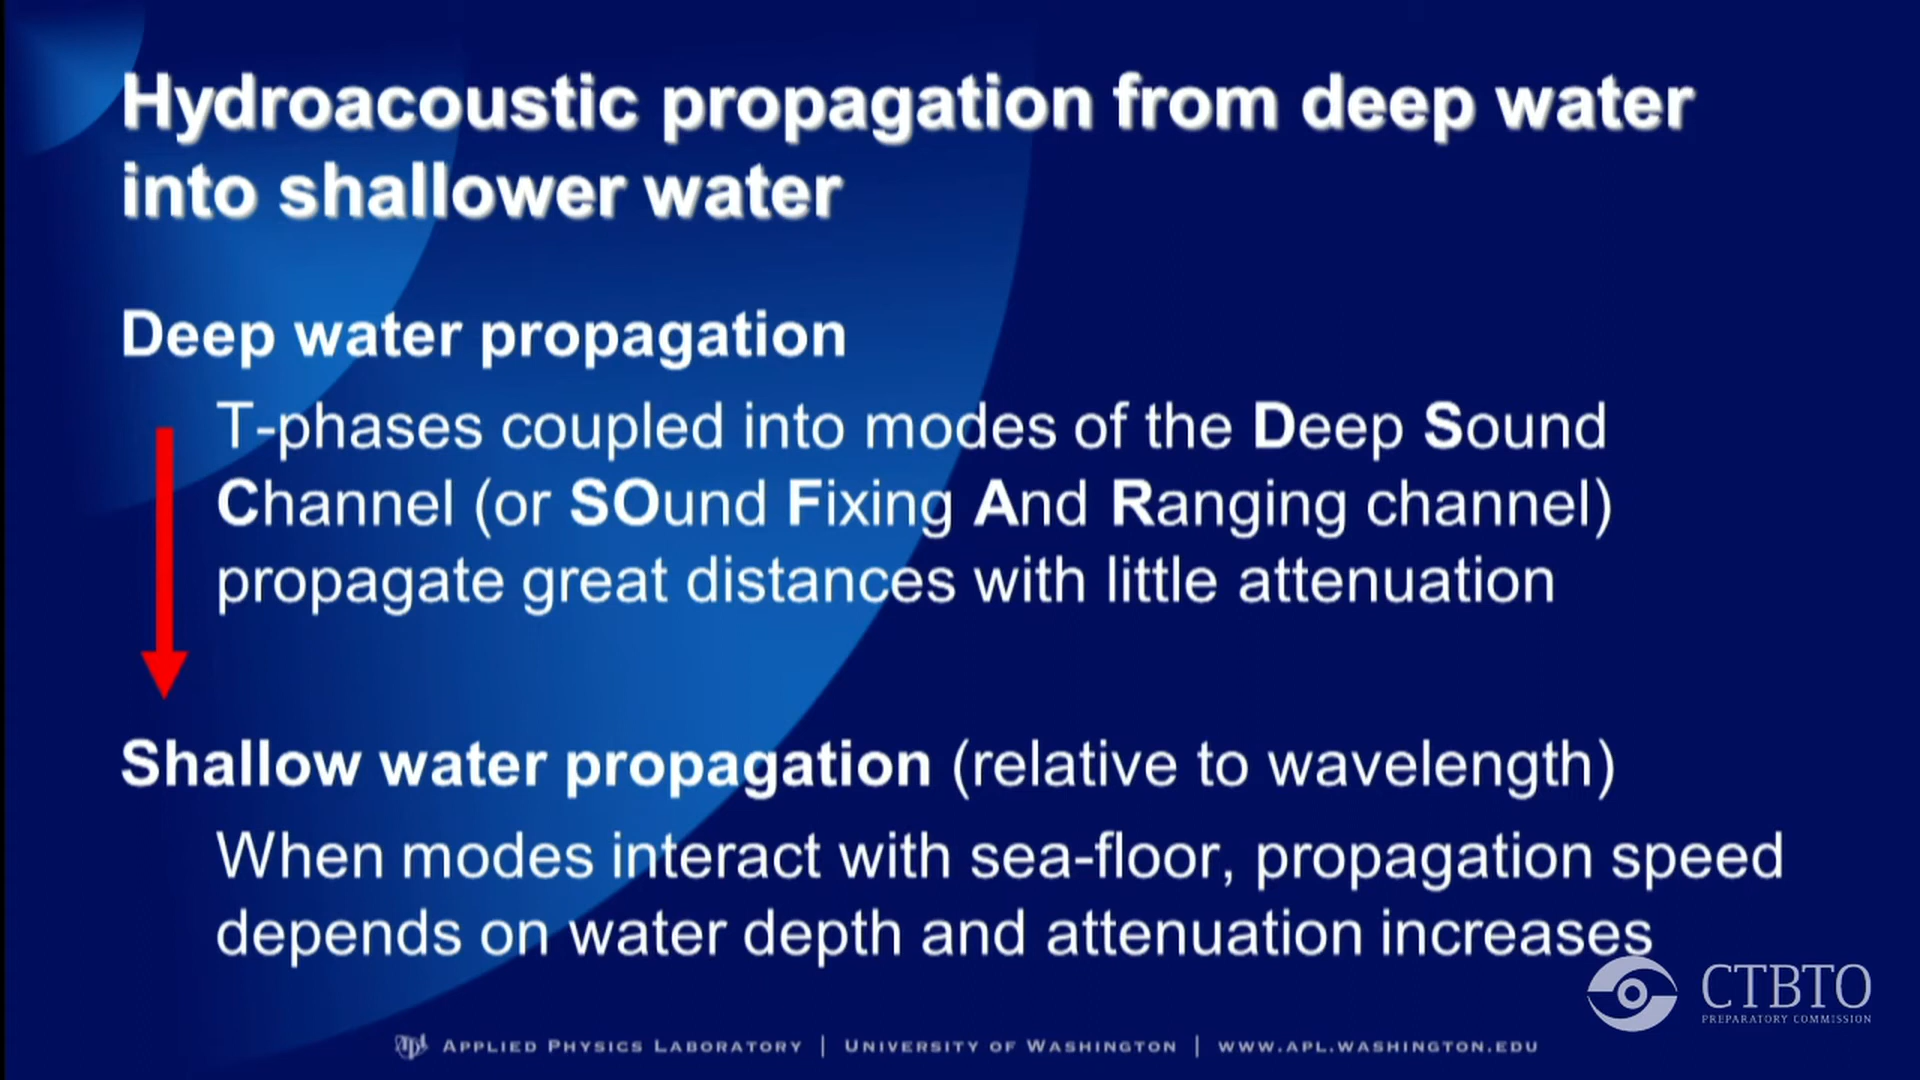 Hydroacoustic propagation from deep water
into shallower water
Deep water propagation
T-phases coupled into modes of the Deep Sound
Channel (or SOund Fixing And Ranging channel)
propagate great distances with little attenuation
Shallow water propagation (relative to wavelength)
When modes interact with sea-floor, propagation speed
depends on water depth and attenuation increases
CTBTO
PREPARATORY COMMISSION
APPLIED PHYSICS LABORATORY | UNIVERSITY OF WASHINGTON | WWW.APL.WASHINGTON.EDU